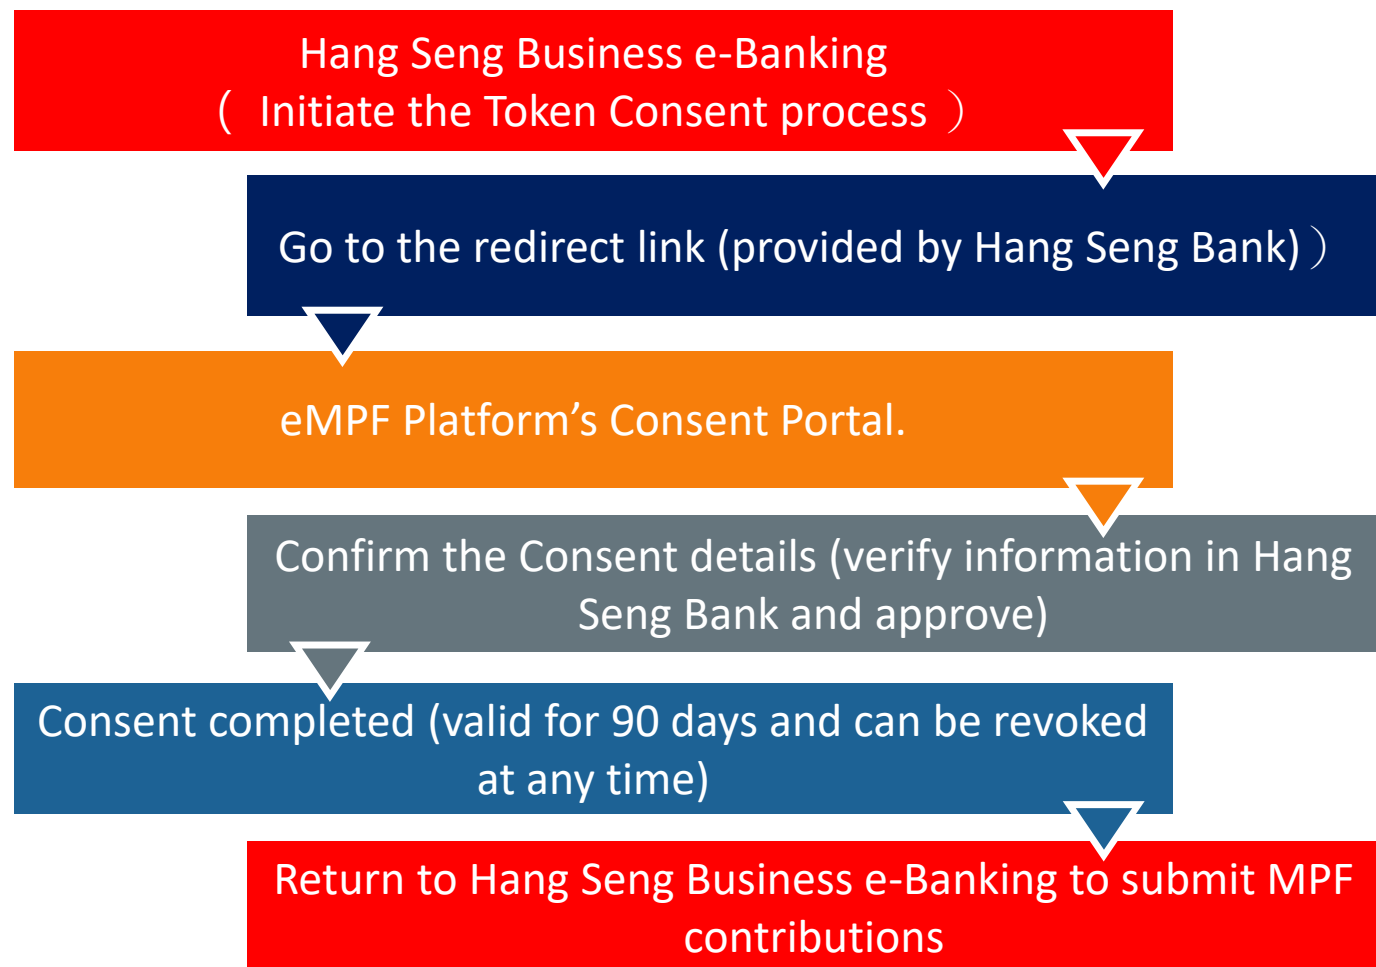 Hang Seng Business e-Banking
（ Initiate the Token Consent process ）
Go to the redirect link (provided by Hang Seng Bank)）
eMPF Platform’s Consent Portal.
Confirm the Consent details (verify information in Hang
Seng Bank and approve)
Consent completed (valid for 90 days and can be revoked
at any time)
Return to Hang Seng Business e-Banking to submit MPF
contributions